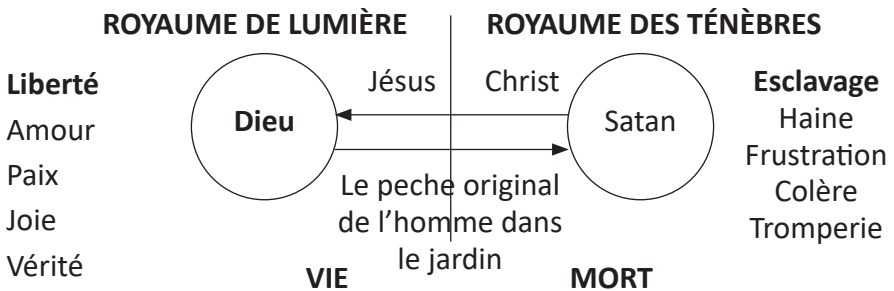 ROYAUME DE LUMIÈRE
ROYAUME DES TÉNÈBRES
Liberté
Amour
Paix
Joie
Vérité
Dieu
Jésus Christ
Satan
Le peche original
de l'homme dans
le jardin
Esclavage
Haine
Frustration
Colère
Tromperie
VIE
MORT